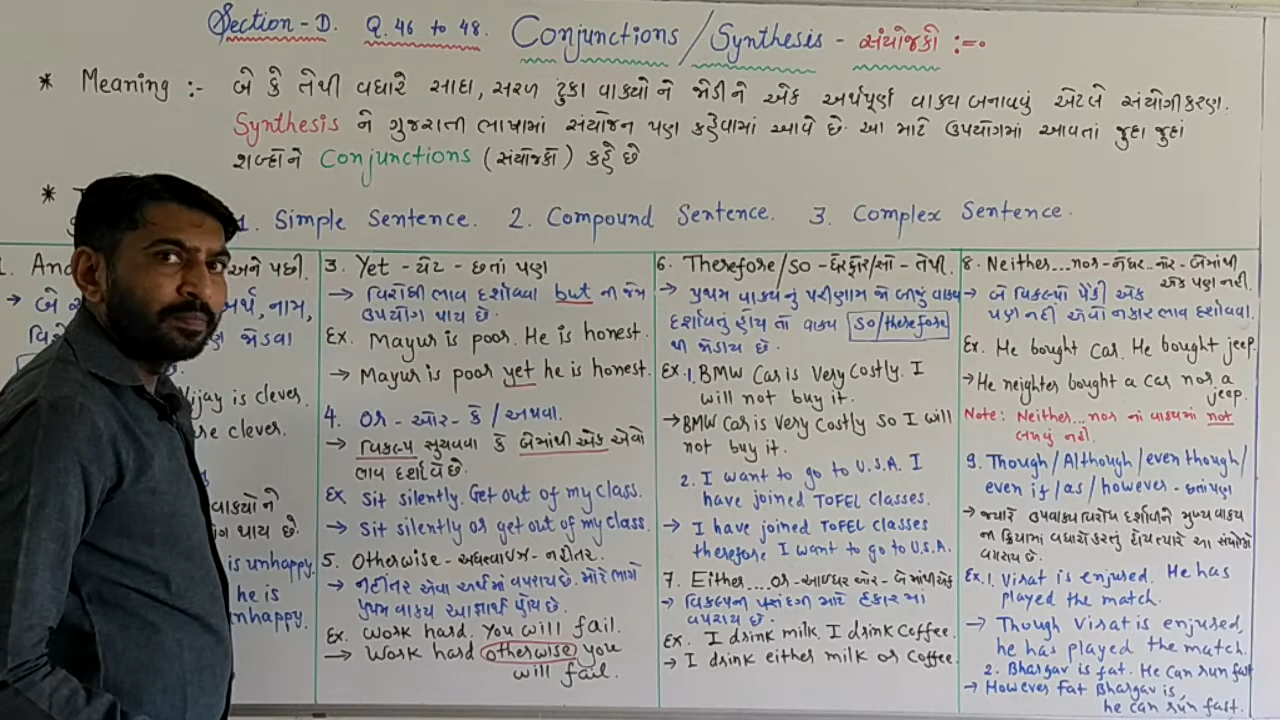 Section - D. Q. 46 to 48. Conjunctions / Synthesis - સંયોજકો :-
* Meaning :- બે કે તેથી વધારે સાદા, સરળ ટુંકા વાક્યો ને જોડીને એક અર્થપૂર્ણ વાક્ય બનાવવું એટલે સંયોગીકરણ.
Synthesis ને ગુજરાતી ભાષામાં સંયોજન પણ કહેવામાં આવે છે. આ માટે ઉપયોગમાં આવતાં જુદા જુદાં
શબ્દોને Conjunctions (સંયોજકો) કહે છે
*
1. Simple Sentence. 2. Compound Sentence. 3. Complex Sentence.
1. And અને પછી.
→ બે અર્થ, નામ,
જોડવા
Vijay is clever.
are clever.
વાક્યો ને
થાય છે.
is unhappy.
he is
unhappy.
3. Yet - યેટ - છતાં પણ
→ વિરોધી ભાવ દર્શાવવા but ની જેમ
ઉપયોગ થાય છે.
Ex. Mayur is poor. He is honest.
→ Mayur is poor yet he is honest.
4. Or - ઓર - કે / અથવા.
→ વિકલ્પ સુચવવા કે બેમાંથી એક એવો
ભાવ દર્શાવે છે.
Ex. Sit silently. Get out of my class.
→ Sit silently or get out of my class.
5. Otherwise - અધરવાઈઝ - નહીંતર.
→ નહીંતર એવા અર્થમાં વપરાય છે. મોટે ભાગે
પ્રથમ વાક્ય આજ્ઞાર્થ હોય છે.
Ex. Work hard. You will fail.
→ Work hard otherwise you
will fail.
6. Therefore / so - ધેરફોર/સો - તેથી.
→ પ્રથમ વાક્યનું પરીણામ જો બીજું વાક્ય
દર્શાવતું હોય તો વાક્ય so/therefore
થી જોડાય છે.
Ex. 1. BMW Car is Very Costly. I
will not buy it.
→ BMW Car is Very Costly so I will
not buy it.
2. I want to go to U.S.A. I
have joined TOFEL classes.
→ I have joined TOFEL classes
therefore I want to go to U.S.A.
7. Either....or - આઈધર ઓર - બે માંથી એક
→ વિકલ્પની પસંદગી માટે હકાર માં
વપરાય છે.
Ex. I drink milk. I drink Coffee.
→ I drink either milk or Coffee.
8. Neither...nor - નેધર નોર - બેમાંથી
એક પણ નહી.
→ બે વિકલ્પો પૈકી એક
પણ નહી એવો નકાર ભાવ દર્શાવવા.
Ex. He bought Car. He bought jeep.
→ He neighter bought a Car nor a
jeep.
Note: Neither...nor નાં વાક્યમાં not
લખવું નહી.
9. Though / Although / even though /
even if / as / however - છતાં પણ
→ જ્યારે ઉપવાક્ય વિરોધ દર્શાવીને મુખ્ય વાક્ય
ના ક્રિયામાં વધારો કરતું હોય ત્યારે આ સંયોજકો
વપરાય છે.
Ex. 1. Virat is enjured. He has
played the match.
→ Though Virat is enjured,
he has played the match.
2. Bhargav is fat. He Can run fast
→ However Fat Bhargav is,
he can run fast.